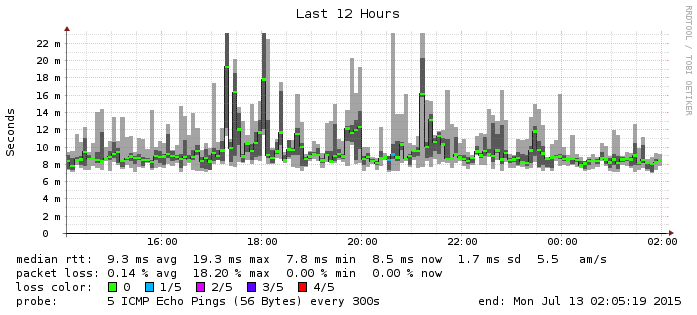 Last 12 Hours
RRDTOOL / TOBI OETIKER
Seconds
22 m
20 m
18 m
16 m
14 m
12 m
10 m
8 m
6 m
4 m
2 m
0
16:00 18:00 20:00 22:00 00:00 02:00
median rtt: 9.3 ms avg 19.3 ms max 7.8 ms min 8.5 ms now 1.7 ms sd 5.5 am/s
packet loss: 0.14 % avg 18.20 % max 0.00 % min 0.00 % now
loss color: 0 1/5 2/5 3/5 4/5
probe: 5 ICMP Echo Pings (56 Bytes) every 300s end: Mon Jul 13 02:05:19 2015